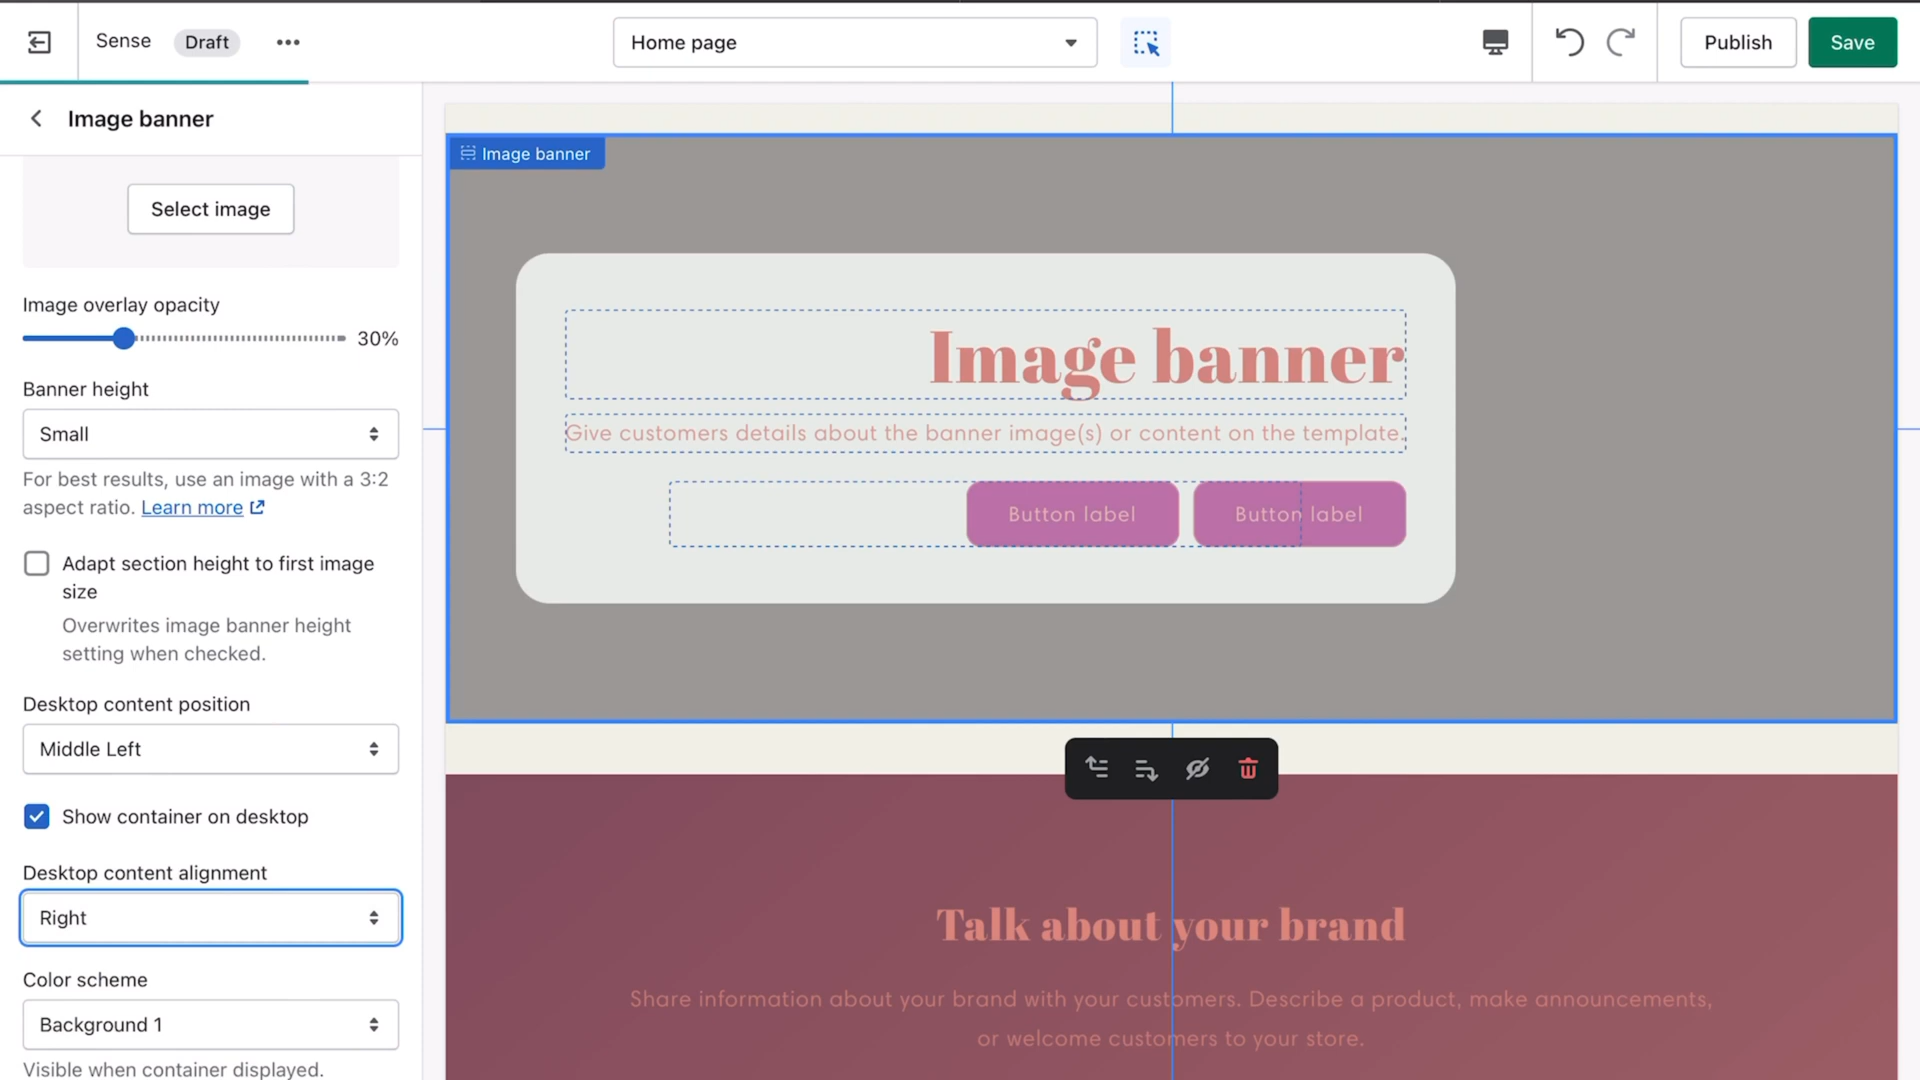 Sense
Draft
Home page
Publish
Save
Image banner
Select image
Image overlay opacity
30%
Banner height
Small
For best results, use an image with a 3:2
aspect ratio. Learn more
Adapt section height to first image
size
Overwrites image banner height
setting when checked.
Desktop content position
Middle Left
Show container on desktop
Desktop content alignment
Right
Color scheme
Background 1
Visible when container displayed.
Image banner
Image banner
Give customers details about the banner image(s) or content on the template.
Button label
Button label
Talk about your brand
Share information about your brand with your customers. Describe a product, make announcements,
or welcome customers to your store.